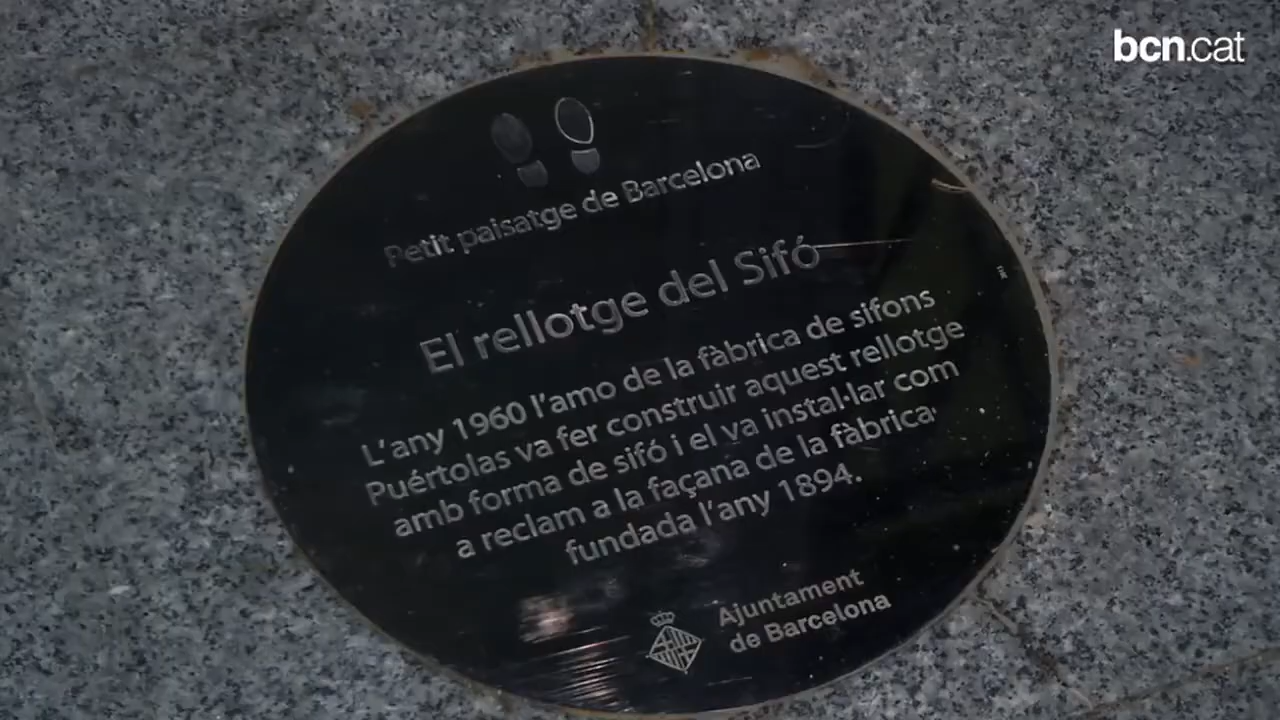 bcn.cat
Petit paisatge de Barcelona
El rellotge del Sifó
L'any 1960 l'amo de la fàbrica de sifons
Puértolas va fer construir aquest rellotge
amb forma de sifó i el va instal·lar com
a reclam a la façana de la fàbrica
fundada l'any 1894.
Ajuntament
de Barcelona